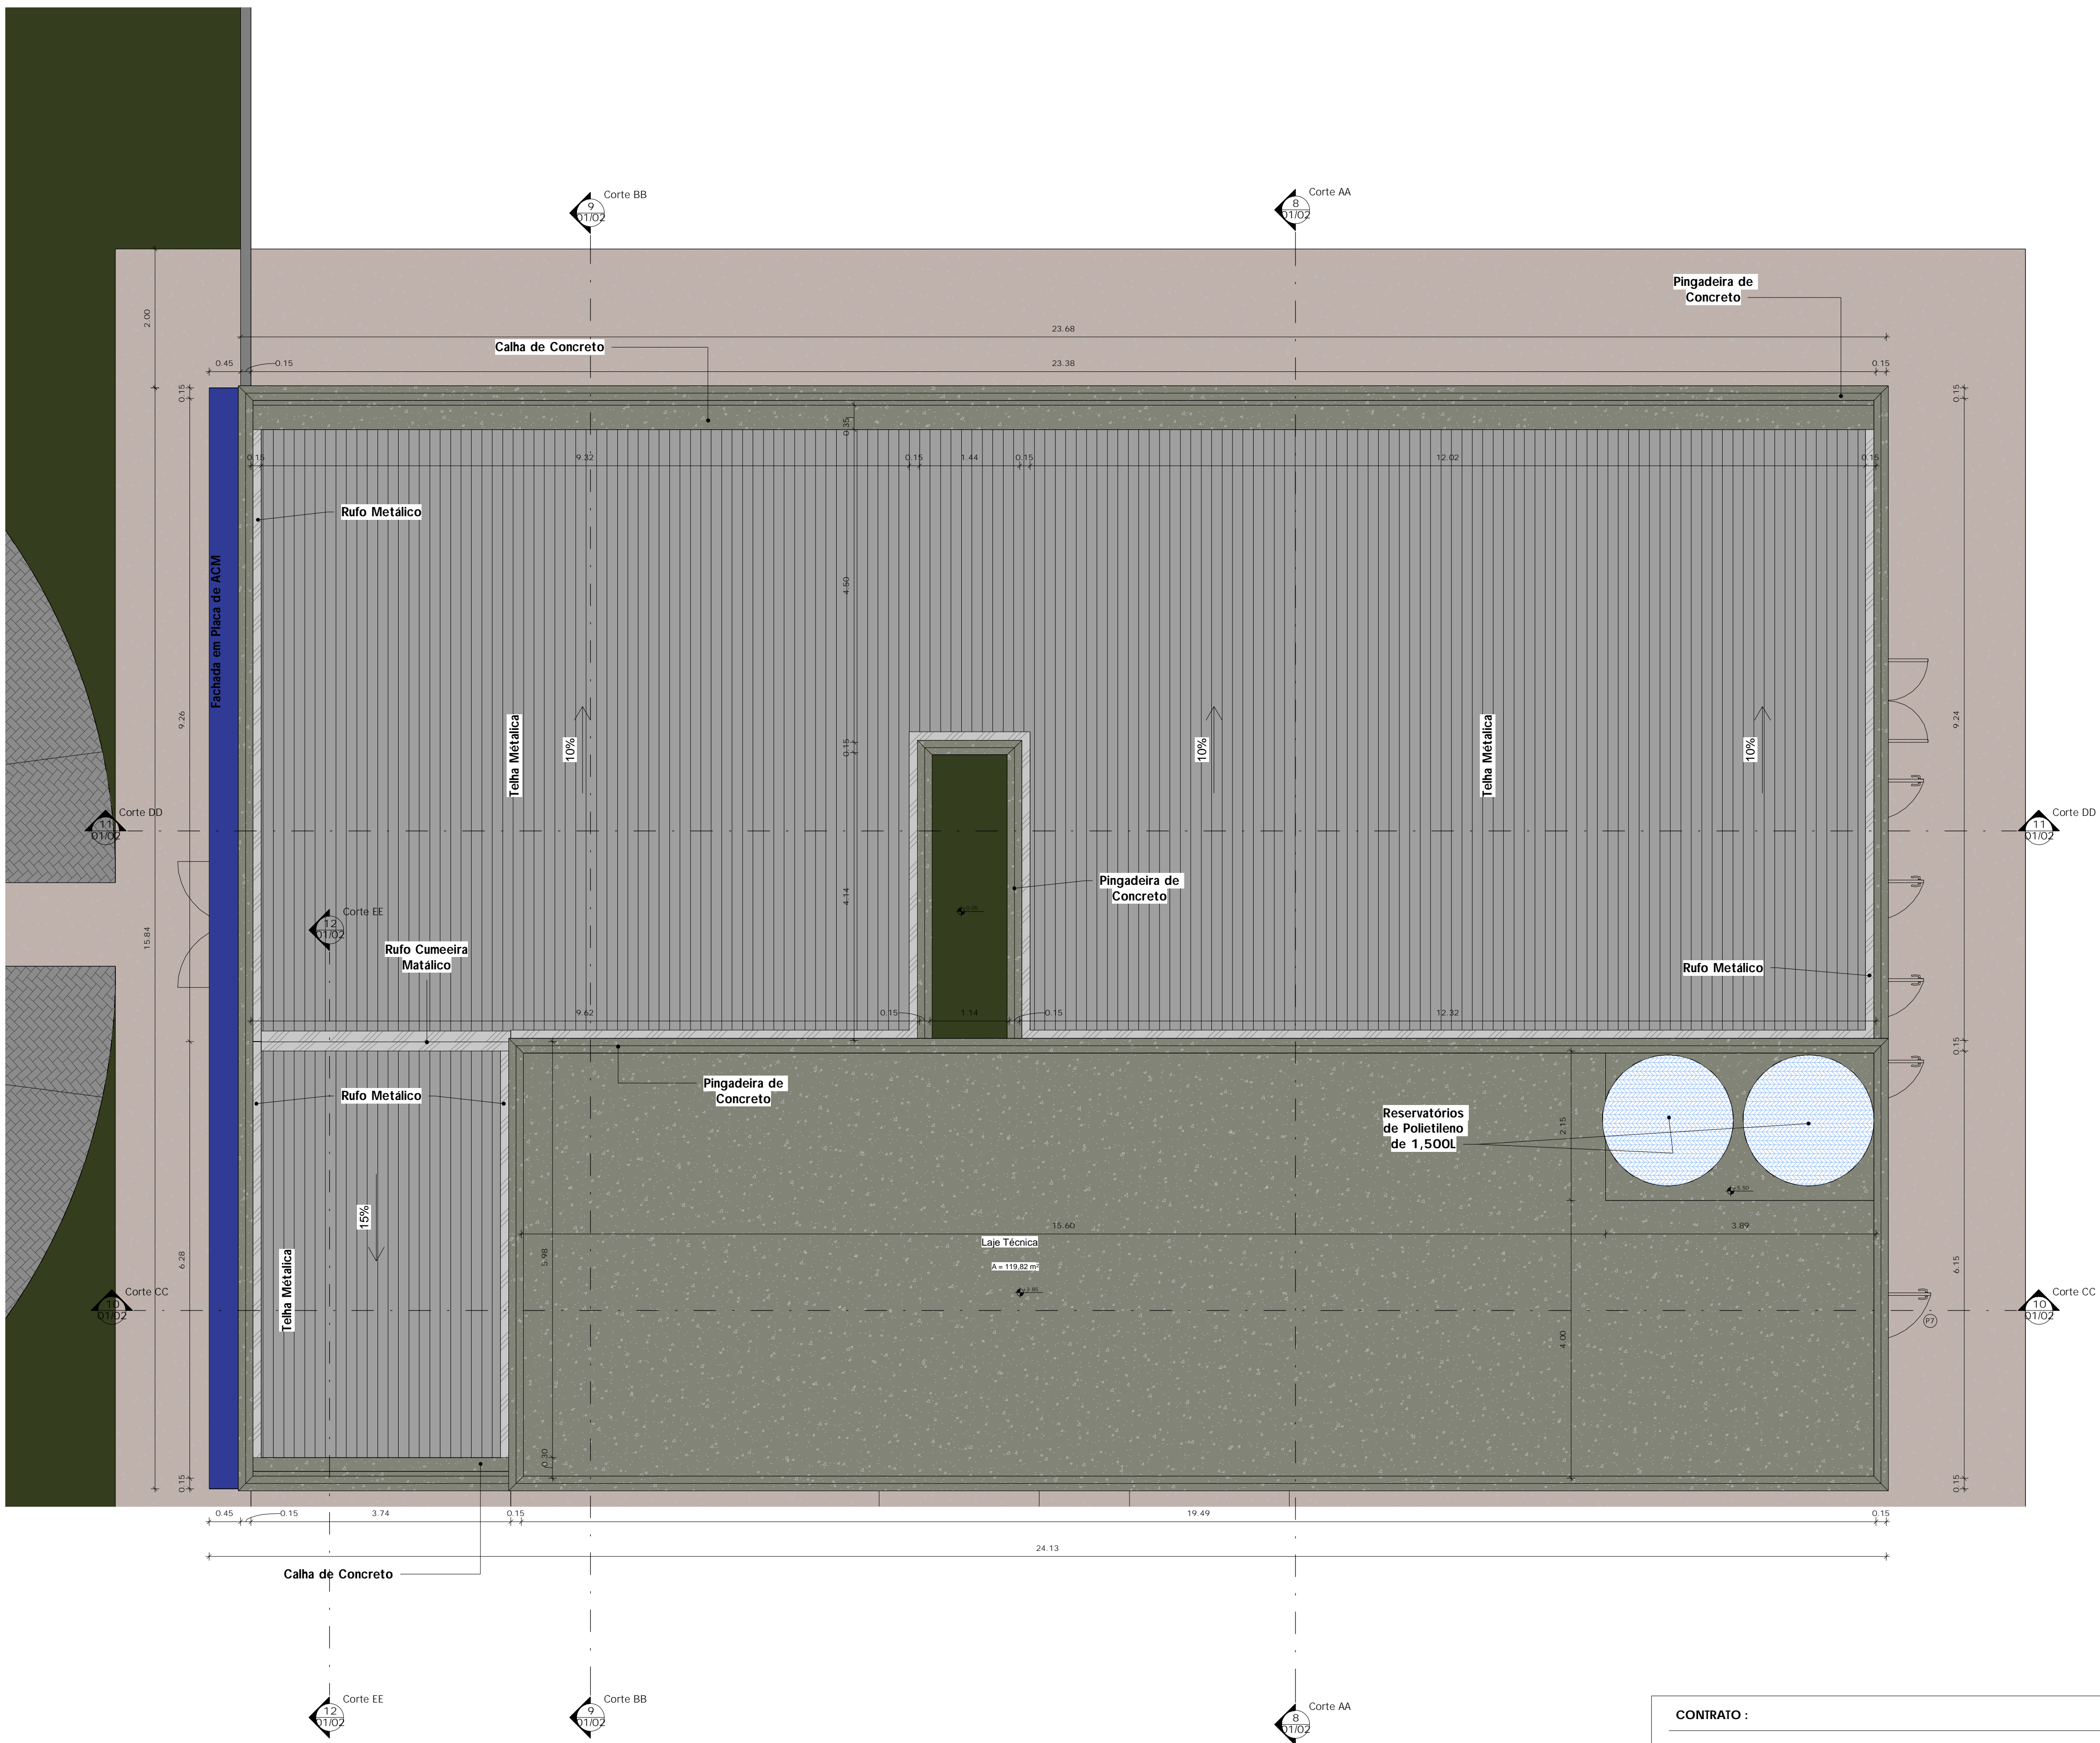 Corte BB
9
01/02
Corte AA
8
01/02
Pingadeira de
Concreto
2.00
23.68
Calha de Concreto
0.45
0.15
23.38
0.15
0.15
0.15
0.35
0.15
9.32
0.15
1.44
0.15
12.02
0.15
Rufo Metálico
Fachada em Placa de ACM
4.50
9.26
9.24
Telha Métalica
10%
0.15
10%
Telha Métalica
10%
Corte DD
11
01/02
Corte DD
11
01/02
Pingadeira de
Concreto
4.14
Corte EE
12
01/02
15.84
Rufo Cumeeira
Matálico
Rufo Metálico
9.62
0.15
1.14
0.15
12.32
0.15
Rufo Metálico
Pingadeira de
Concreto
Reservatórios
de Polietileno
de 1,500L
2.15
15%
15.60
3.89
Laje Técnica
A = 119,82 m²
5.98
6.28
6.15
Telha Métalica
Corte CC
10
01/02
Corte CC
10
01/02
P7
4.00
0.30
0.15
0.15
0.45
0.15
3.74
0.15
19.49
0.15
24.13
Calha de Concreto
Corte EE
12
01/02
Corte BB
9
01/02
Corte AA
8
01/02
CONTRATO :